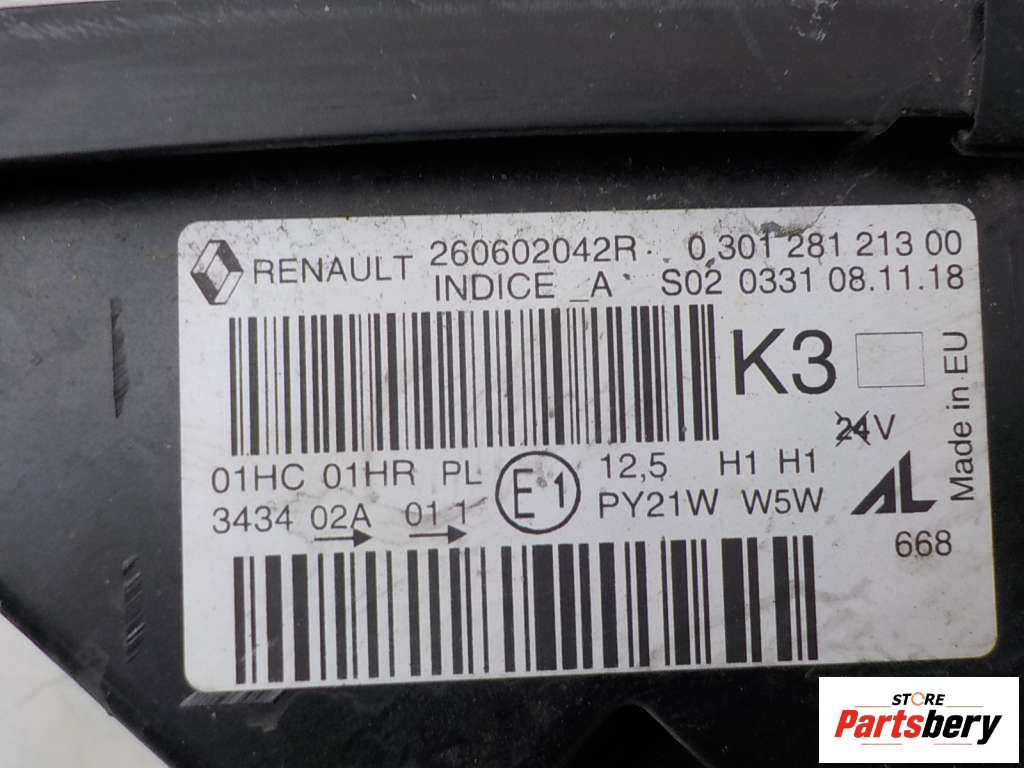 RENAULT 260602042R 0 301 281 213 00
INDICE _A S02 0331 08.11.18
K3
24V
Made in EU
01HC 01HR PL E1 12,5 H1 H1
3434 02A 01 1 PY21W W5W AL
668
STORE
Partsbery